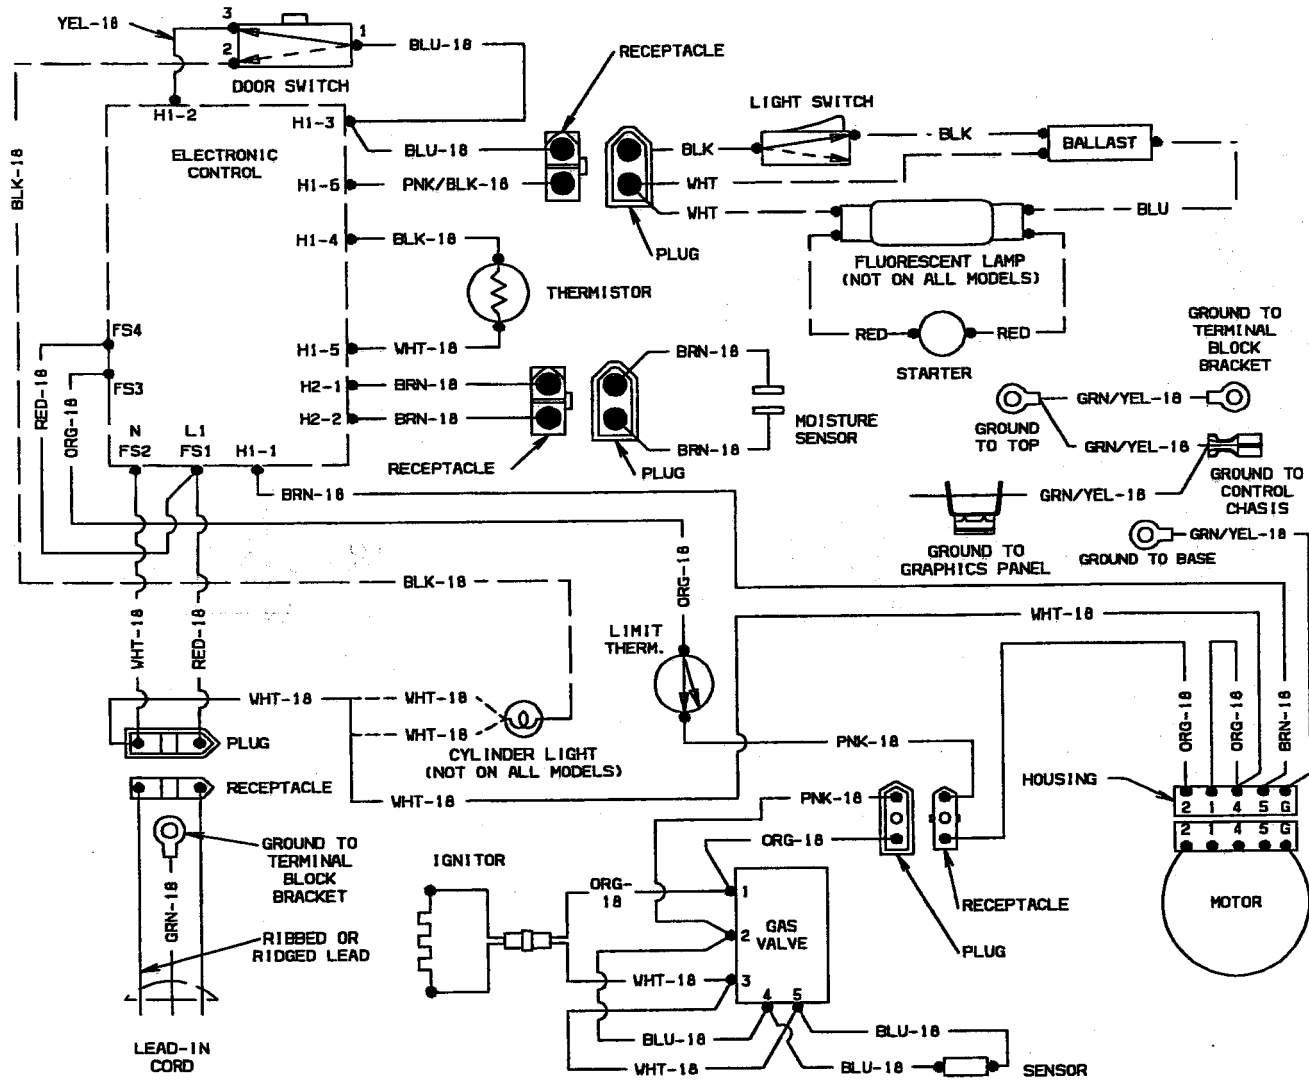 YEL-18
3
2
1
BLU-18
DOOR SWITCH
RECEPTACLE
H1-2
H1-3
ELECTRONIC
CONTROL
BLU-18
H1-6
PNK/BLK-18
BLK-18
LIGHT SWITCH
BLK
BLK
BALLAST
WHT
WHT
BLU
PLUG
FLUORESCENT LAMP
(NOT ON ALL MODELS)
RED
RED
STARTER
H1-4
BLK-18
THERMISTOR
H1-5
WHT-18
FS4
FS3
RED-18
ORG-18
H2-1
BRN-18
H2-2
BRN-18
BRN-18
BRN-18
MOISTURE
SENSOR
RECEPTACLE
PLUG
N
FS2
L1
FS1
H1-1
BRN-18
GROUND TO
TERMINAL
BLOCK
BRACKET
GROUND
TO TOP
GRN/YEL-18
GRN/YEL-18
GRN/YEL-18
GROUND TO
CONTROL
CHASIS
GROUND TO
GRAPHICS PANEL
GRN/YEL-18
GROUND TO BASE
BLK-18
ORG-18
WHT-18
LIMIT
THERM.
WHT-18
RED-18
WHT-18
WHT-18
WHT-18
CYLINDER LIGHT
(NOT ON ALL MODELS)
PLUG
RECEPTACLE
WHT-18
PNK-18
ORG-18
ORG-18
BRN-18
HOUSING
2 1 4 5 G
2 1 4 5 G
MOTOR
PNK-18
ORG-18
RECEPTACLE
PLUG
GROUND TO
TERMINAL
BLOCK
BRACKET
GRN-18
RIBBED OR
RIDGED LEAD
LEAD-IN
CORD
IGNITOR
ORG-
18
1
GAS
VALVE
2
WHT-18
3
4
5
BLU-18
BLU-18
WHT-18
BLU-18
SENSOR